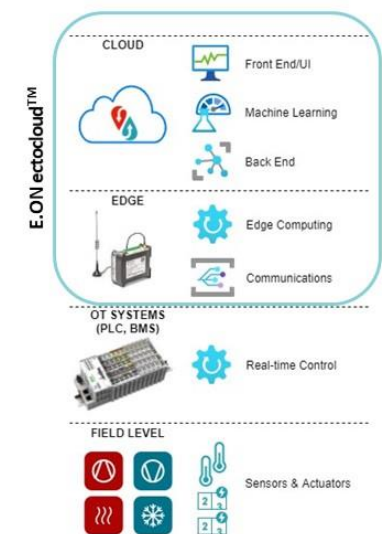 E.ON ectocloud™
CLOUD
Front End/UI
Machine Learning
Back End
EDGE
Edge Computing
Communications
OT SYSTEMS
(PLC, BMS)
Real-time Control
FIELD LEVEL
Sensors & Actuators